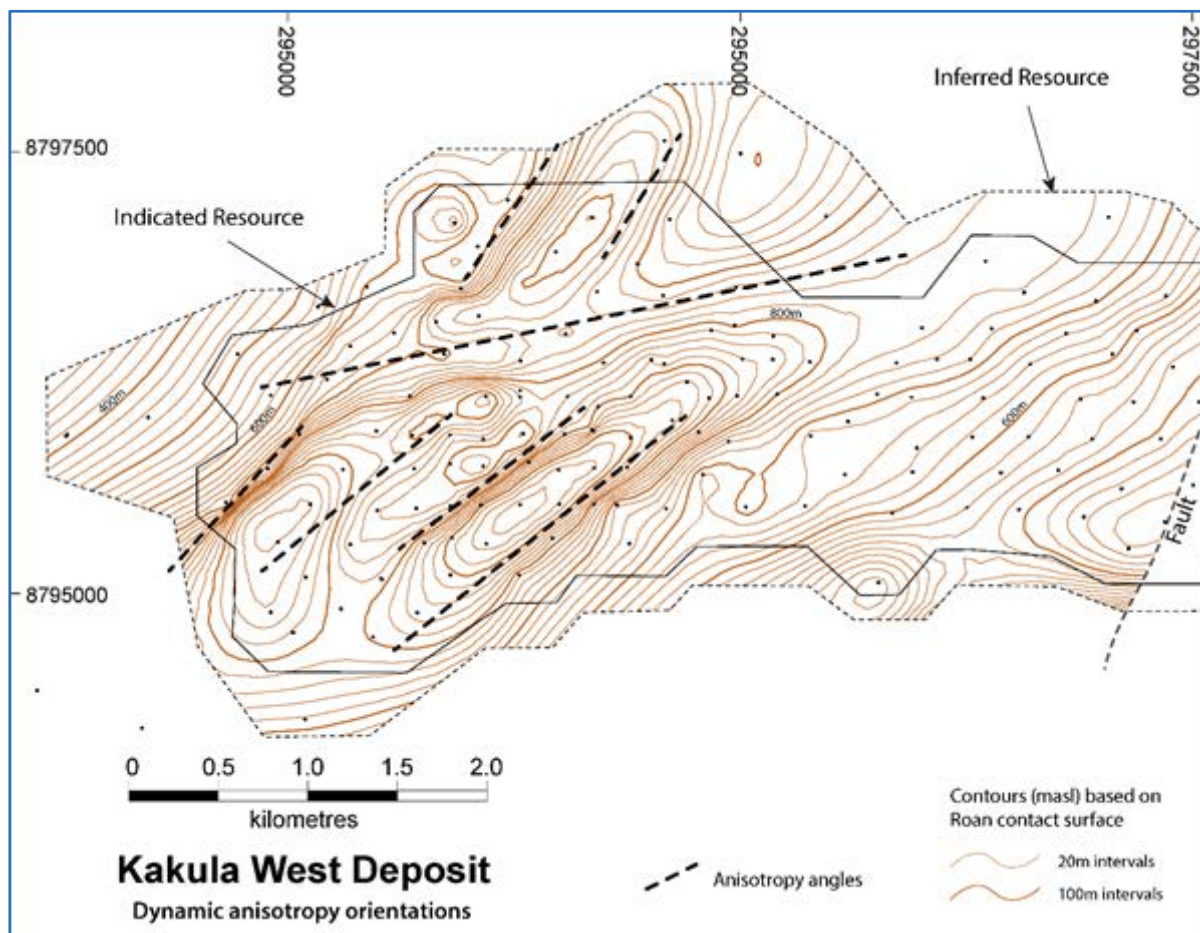 295000
295000
2975000
Inferred Resource
8797500
Indicated Resource
800m
400m
600m
600m
Fault
8795000
0 0.5 1.0 1.5 2.0
kilometres
Contours (masl) based on
Roan contact surface
20m intervals
100m intervals
Kakula West Deposit
Dynamic anisotropy orientations
Anisotropy angles